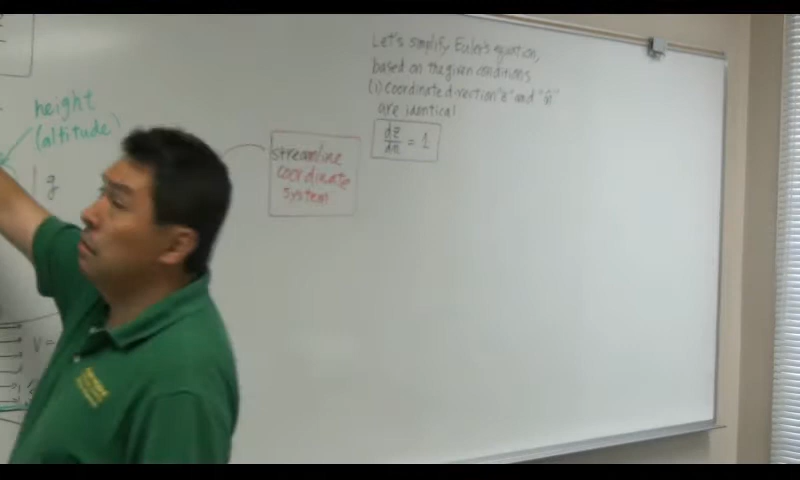 height
(altitude)
g
V=
streamline
coordinate
system
Let's simplify Euler's equation,
based on the given conditions
(1) Coordinate direction "z" and "n"
are identical
dz/dn = 1